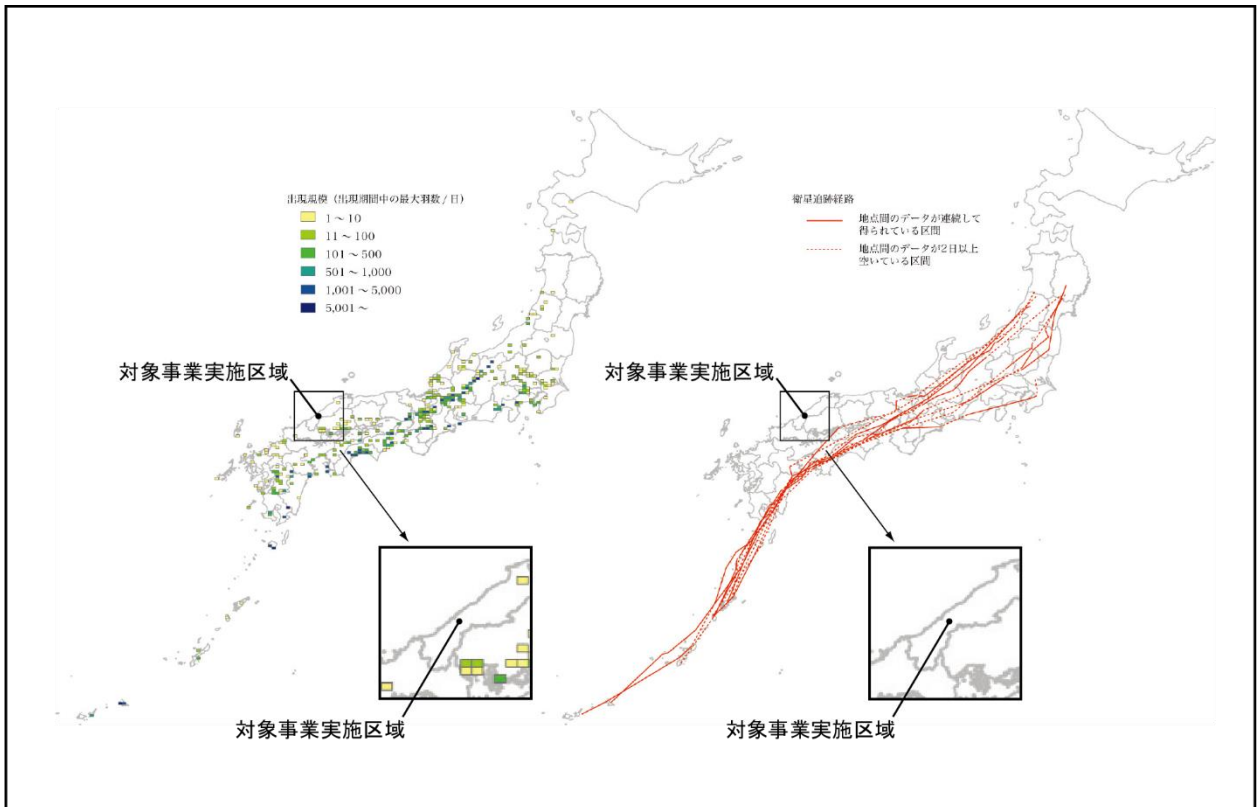 出現規模（出現期間中の最大羽数 / 日）
1～10
11～100
101～500
501～1,000
1,001～5,000
5,001～
対象事業実施区域
対象事業実施区域
衛星追跡経路
地点間のデータが連続して
得られている区間
地点間のデータが2日以上
空いている区間
対象事業実施区域
対象事業実施区域